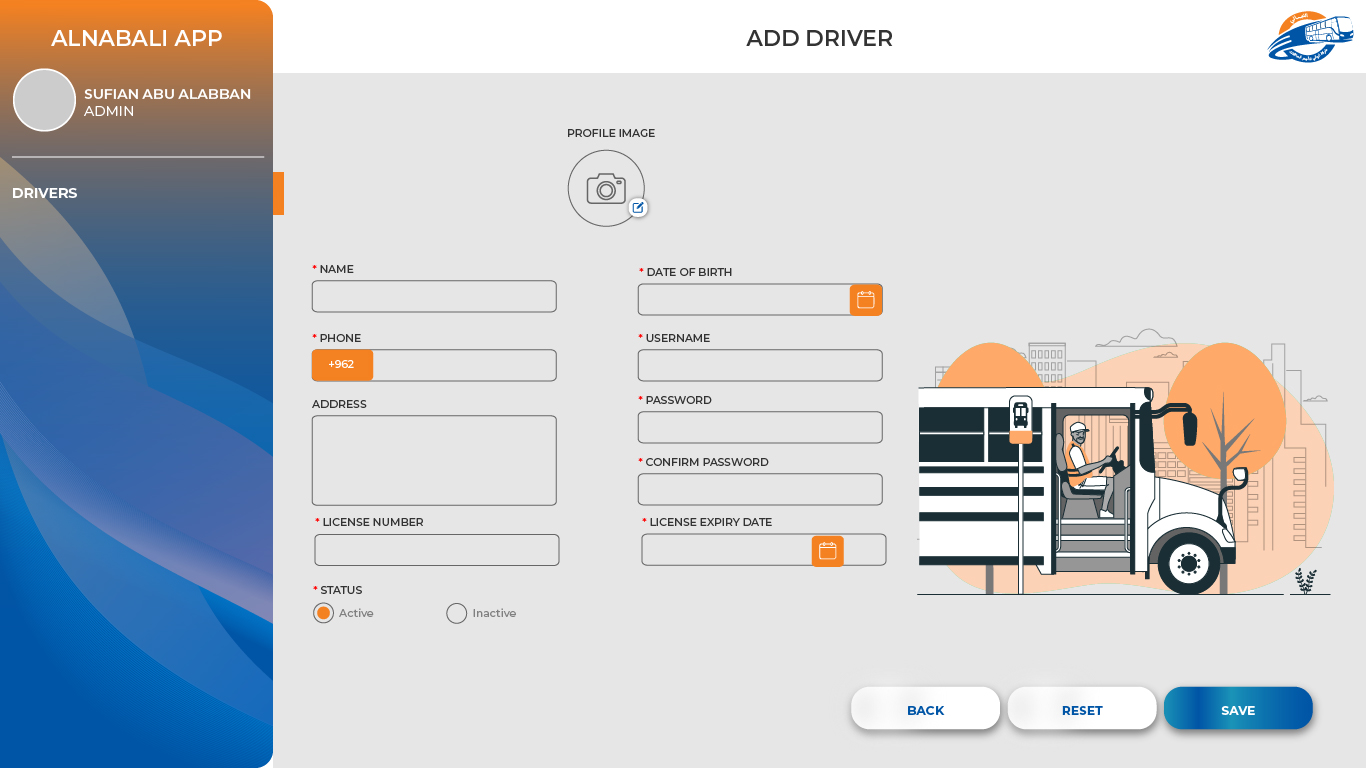 ALNABALI APP
SUFIAN ABU ALABBAN
ADMIN
DRIVERS
ADD DRIVER
PROFILE IMAGE
* NAME
* DATE OF BIRTH
* PHONE
+962
* USERNAME
ADDRESS
* PASSWORD
* CONFIRM PASSWORD
* LICENSE NUMBER
* LICENSE EXPIRY DATE
* STATUS
Active
Inactive
BACK
RESET
SAVE